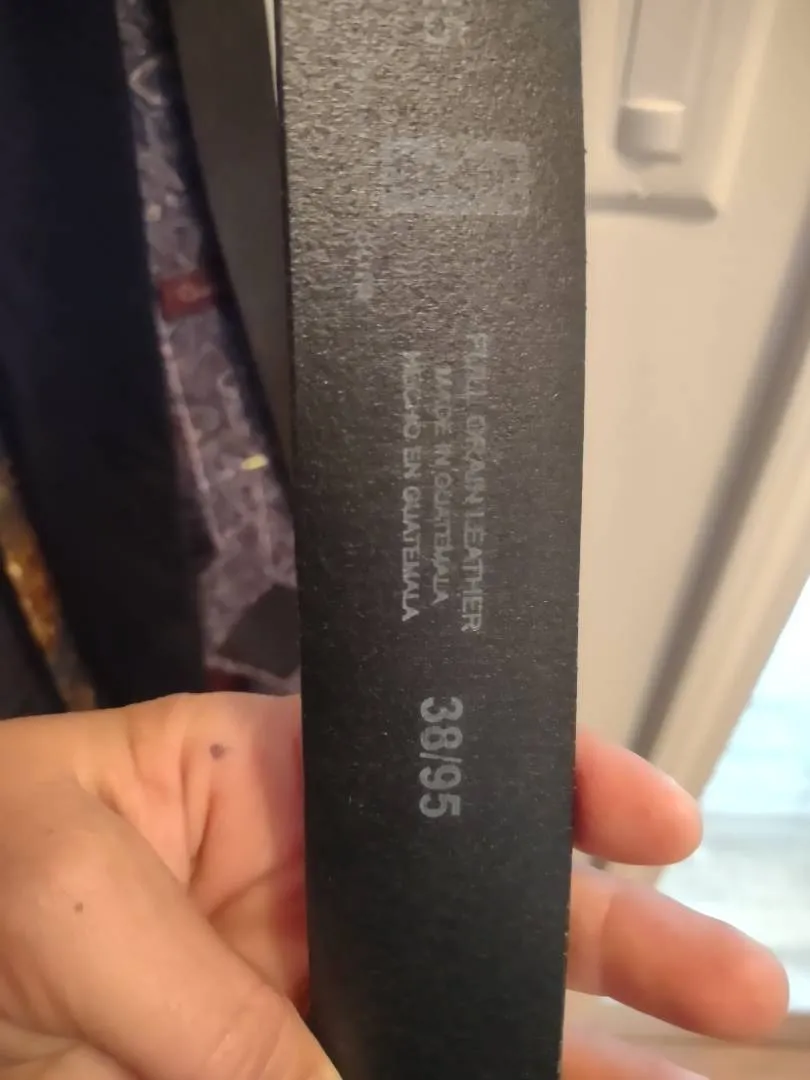 FULL GRAIN LEATHER
MADE IN GUATEMALA
HECHO EN GUATEMALA
38/95